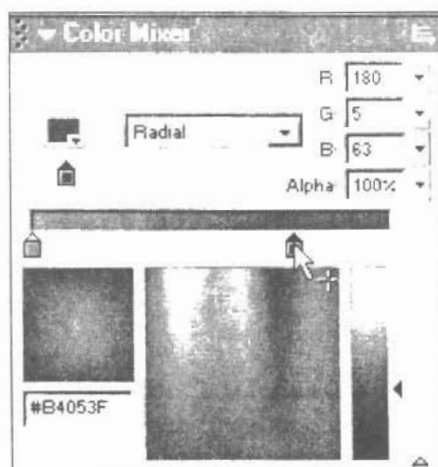 Color Mixer
R: 180
Radial
G: 5
B: 63
Alpha: 100%
#B4053F